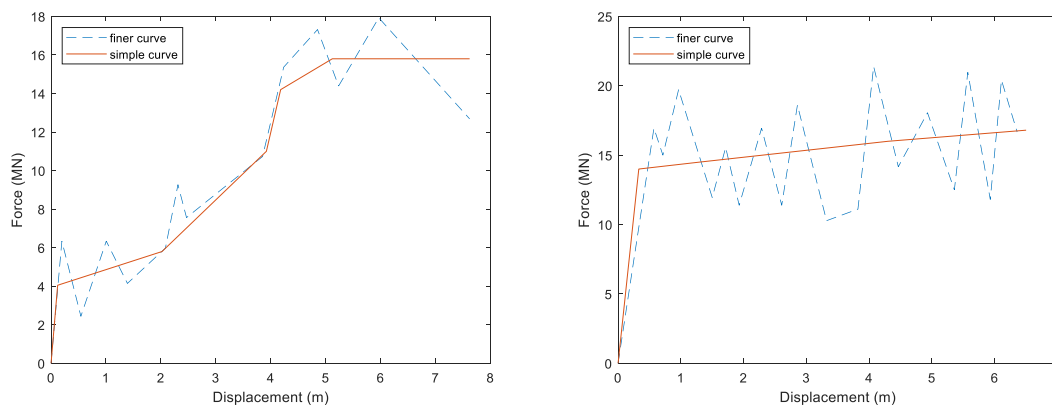 18
16
14
12
10
8
6
4
2
0
Force (MN)
finer curve
simple curve
0 1 2 3 4 5 6 7 8
Displacement (m)
25
20
15
10
5
0
Force (MN)
finer curve
simple curve
0 1 2 3 4 5 6
Displacement (m)